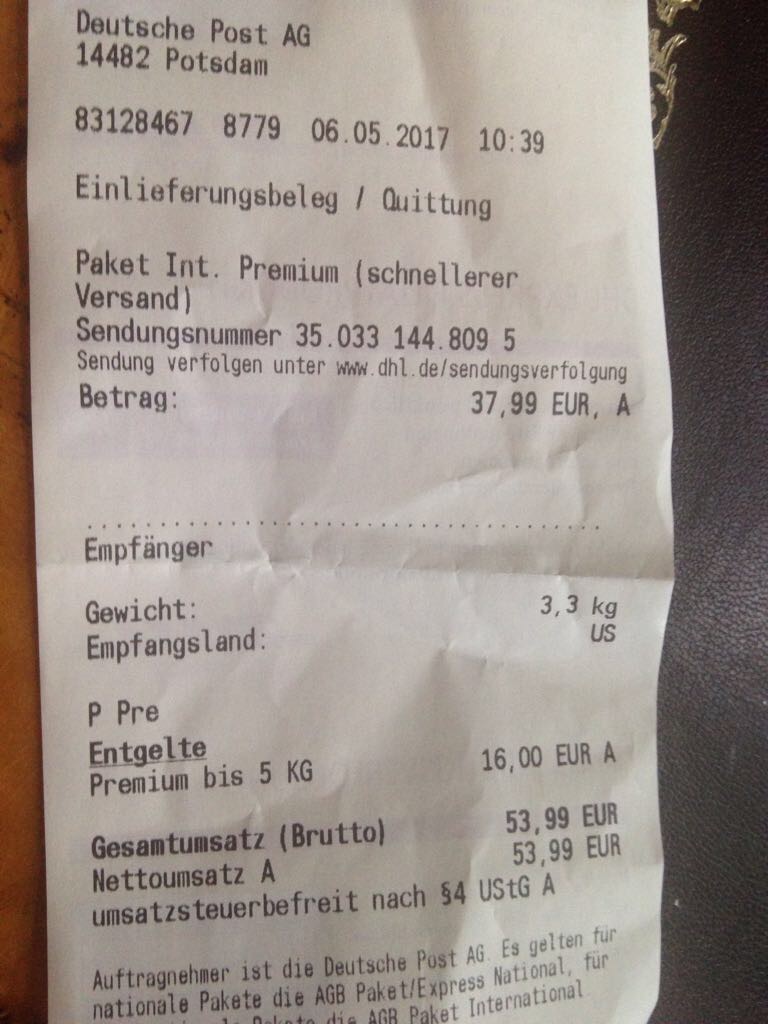 Deutsche Post AG
14482 Potsdam
83128467 8779 06.05.2017 10:39
Einlieferungsbeleg / Quittung
Paket Int. Premium (schnellerer
Versand)
Sendungsnummer 35.033 144.809 5
Sendung verfolgen unter www.dhl.de/sendungsverfolgung
Betrag: 37,99 EUR, A
Empfänger
Gewicht: 3,3 kg
Empfangsland: US
P Pre
Entgelte
Premium bis 5 KG 16,00 EUR A
Gesamtumsatz (Brutto) 53,99 EUR
Nettoumsatz A 53,99 EUR
umsatzsteuerbefreit nach §4 UStG A
Auftragnehmer ist die Deutsche Post AG. Es gelten für
nationale Pakete die AGB Paket/Express National, für
Pakete die AGB Paket International